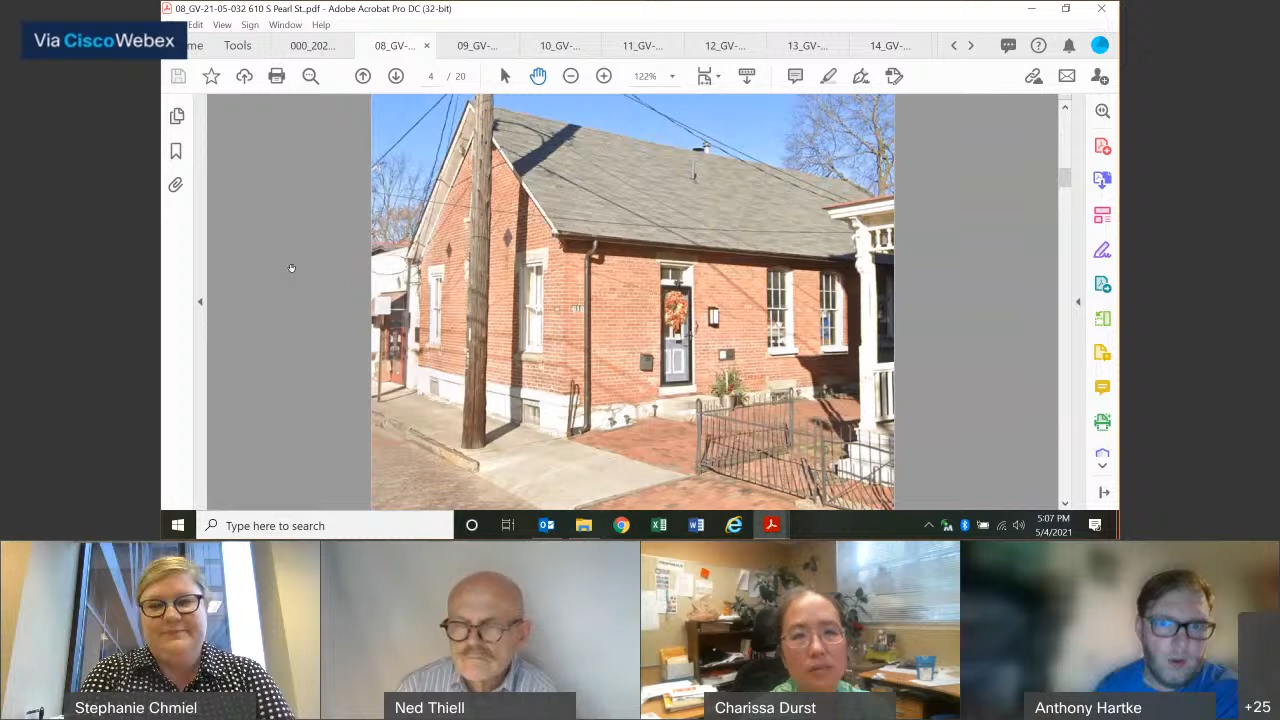 08_GV-21-05-032 610 S Pearl St..pdf - Adobe Acrobat Pro DC (32-bit)
Edit View Sign Window Help
Via Cisco Webex
me Tools 000_202... 08_GV-... × 09_GV-... 10_GV-... 11_GV-... 12_GV-... 13_GV-... 14_GV-...
4 / 20 122%
Type here to search
5:07 PM
5/4/2021
Stephanie Chmiel
Ned Thiell
Charissa Durst
Anthony Hartke
+25